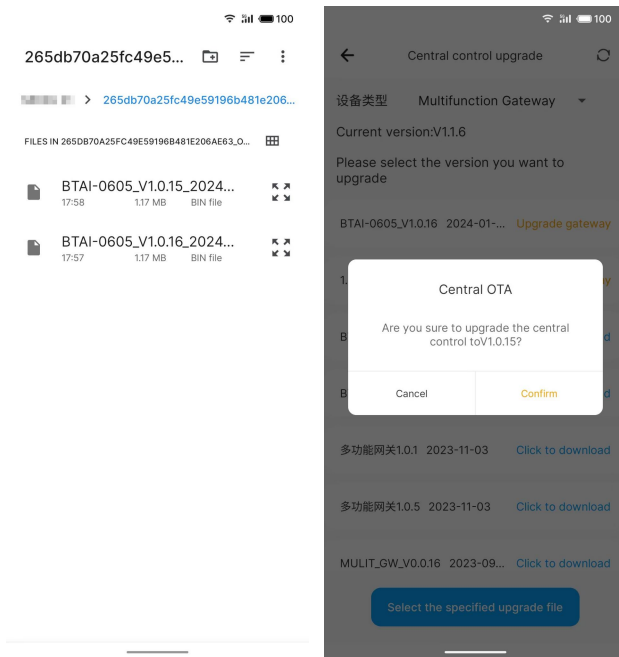 100
265db70a25fc49e5...
265db70a25fc49e59196b481e206...
FILES IN 265DB70A25FC49E59196B481E206AE63_O...
BTAI-0605_V1.0.15_2024...
17:58 1.17 MB BIN file
BTAI-0605_V1.0.16_2024...
17:57 1.17 MB BIN file
100
Central control upgrade
设备类型 Multifunction Gateway
Current version:V1.1.6
Please select the version you want to
upgrade
BTAI-0605_V1.0.16 2024-01-... Upgrade gateway
Central OTA
Are you sure to upgrade the central
control toV1.0.15?
Cancel Confirm
多功能网关1.0.1 2023-11-03 Click to download
多功能网关1.0.5 2023-11-03 Click to download
MULIT_GW_V0.0.16 2023-09... Click to download
Select the specified upgrade file